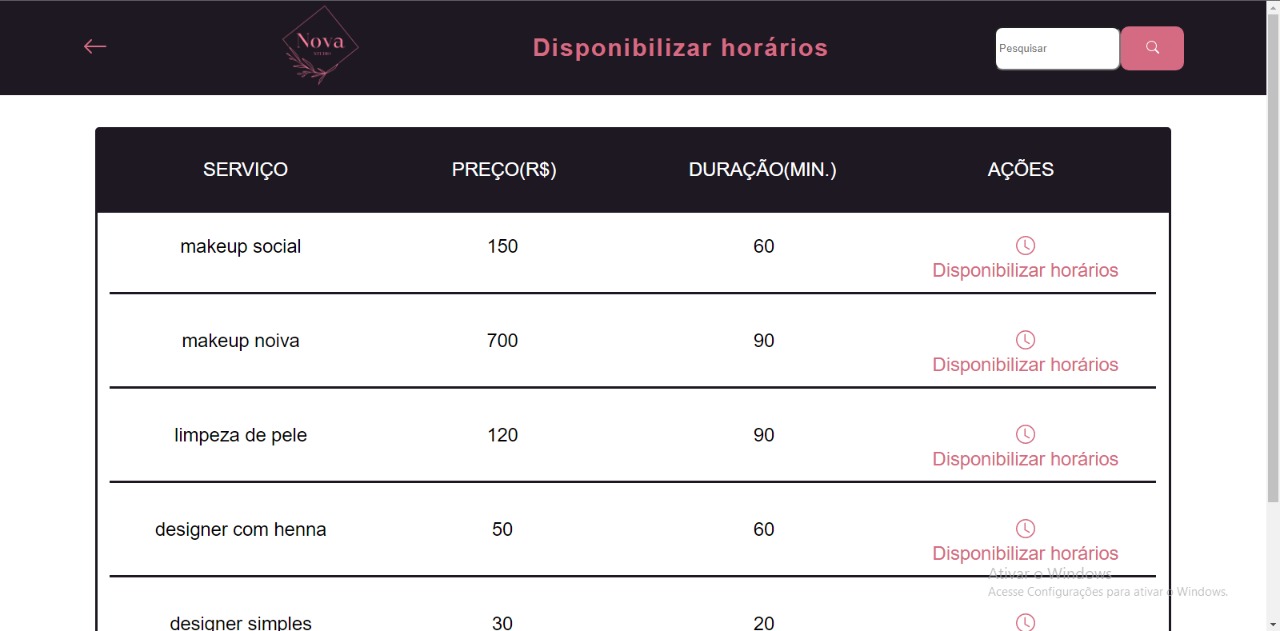 Nova
STUDIO
Disponibilizar horários
Pesquisar
SERVIÇO PREÇO(R$) DURAÇÃO(MIN.) AÇÕES
makeup social 150 60
Disponibilizar horários
makeup noiva 700 90
Disponibilizar horários
limpeza de pele 120 90
Disponibilizar horários
designer com henna 50 60
Disponibilizar horários
Ativar o Windows
Acesse Configurações para ativar o Windows.
designer simples 30 20